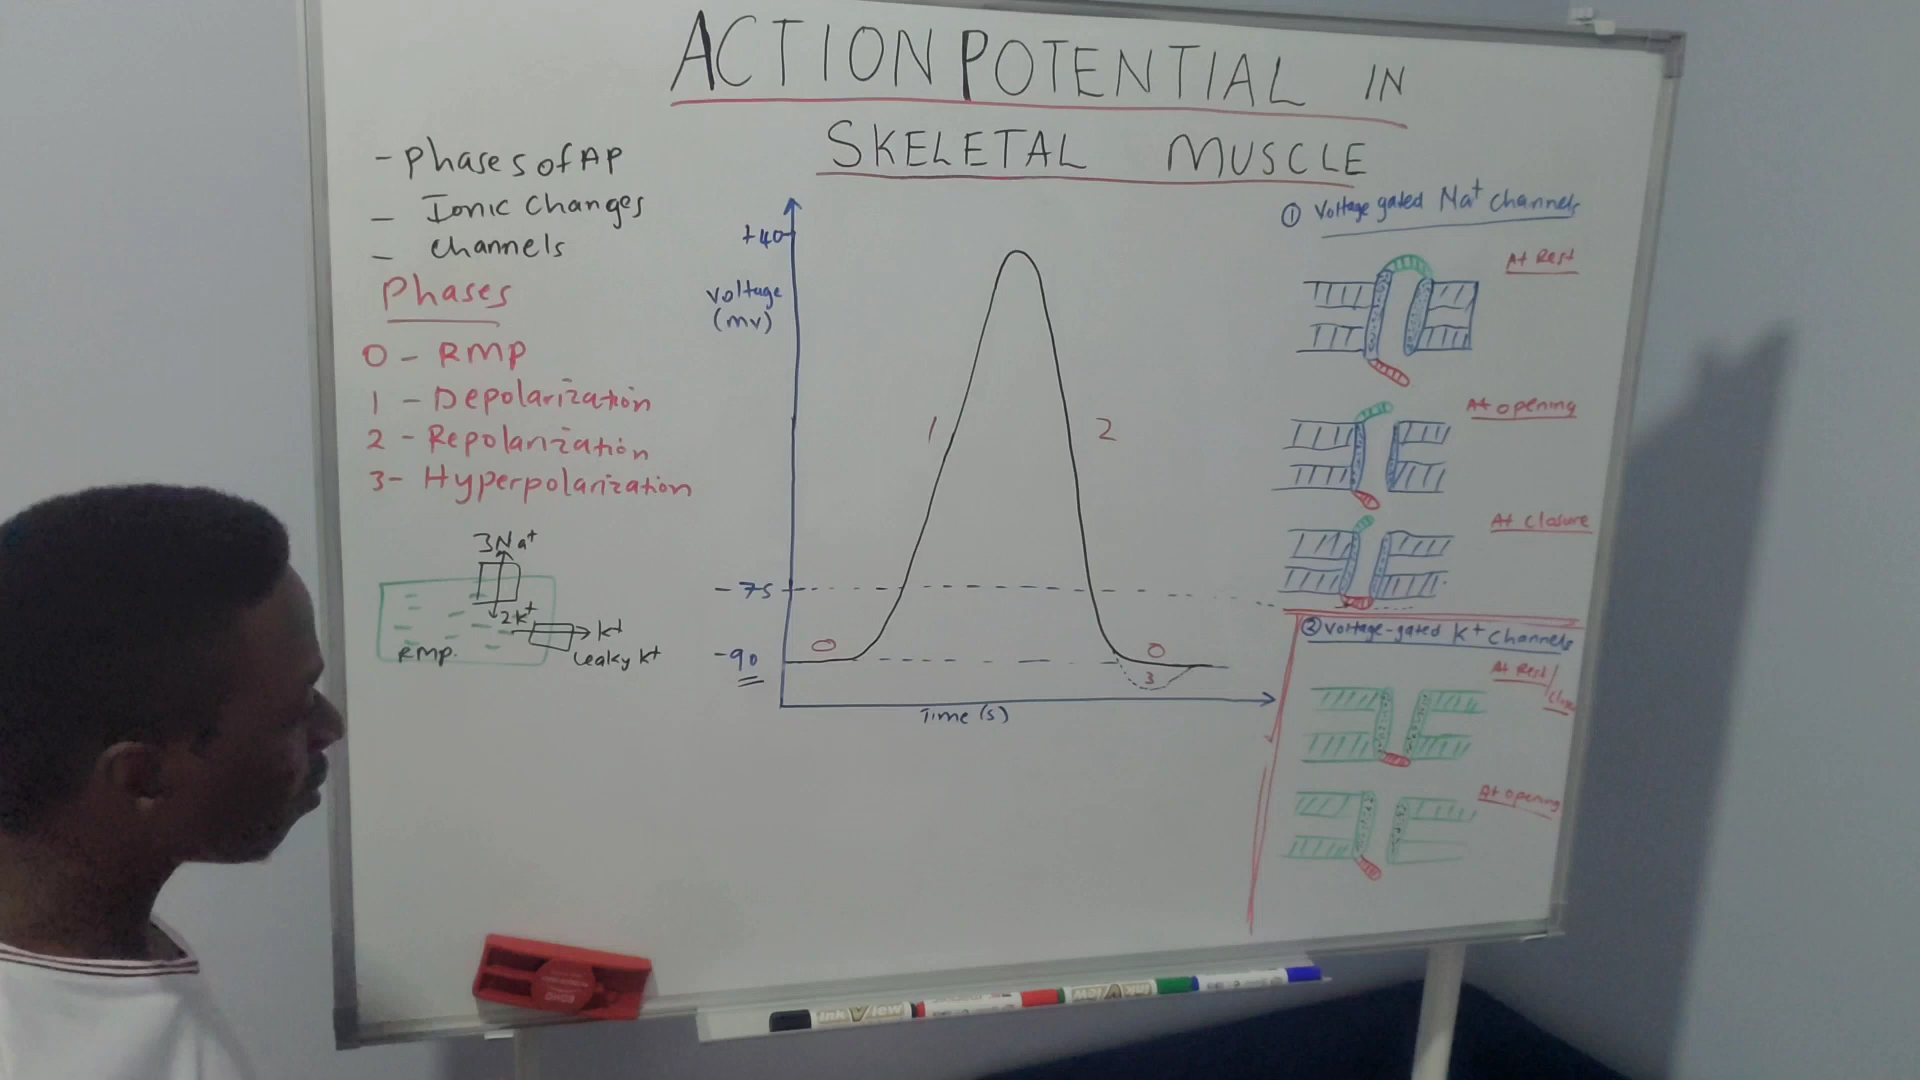 ACTION POTENTIAL IN
SKELETAL MUSCLE
- Phases of AP
- Ionic Changes
- channels
Phases
0 - RMP
1 - Depolarization
2 - Repolarization
3- Hyperpolarization
3Na+
2K+
K+
Leaky K+
RMP.
+40
Voltage
(mv)
-75
-90
0
1
2
0
3
Time (s)
① Voltage gated Na+ channels
At Rest
At opening
At closure
② Voltage-gated K+ channels
At Rest/
At opening
InkView
InkView